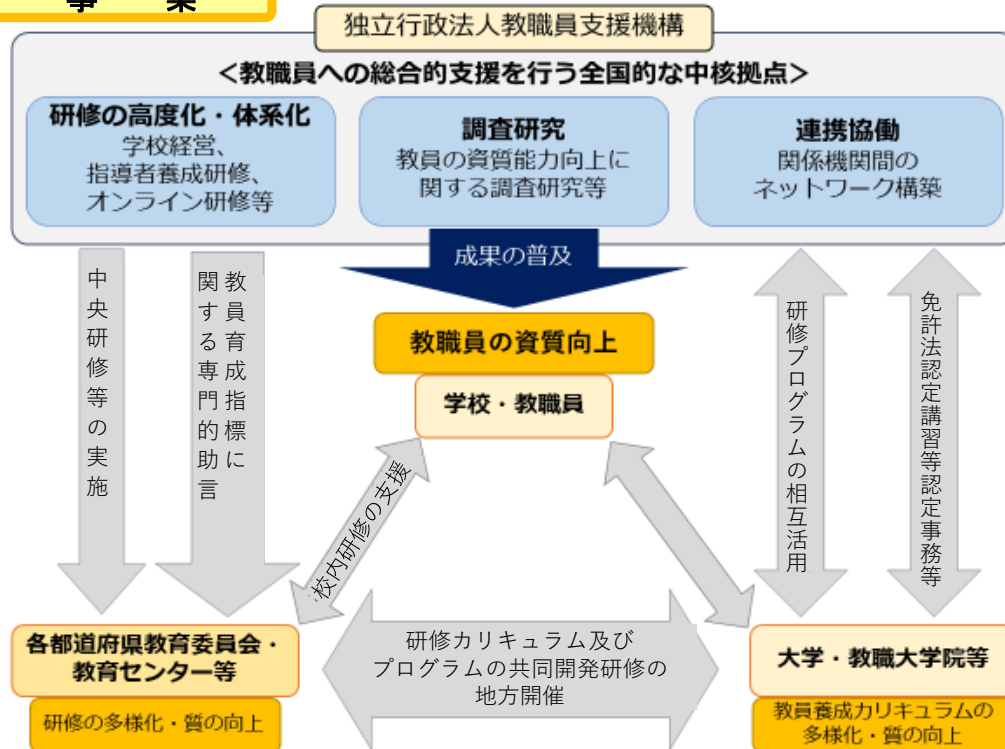 事 業
独立行政法人教職員支援機構
＜教職員への総合的支援を行う全国的な中核拠点＞
研修の高度化・体系化
学校経営、
指導者養成研修、
オンライン研修等
調査研究
教員の資質能力向上に
関する調査研究等
連携協働
関係機関間の
ネットワーク構築
成果の普及
中央研修等の実施
教員育成指標に
関する専門的助言
教職員の資質向上
学校・教職員
研修プログラムの相互活用
免許法認定講習等認定事務等
校内研修の支援
各都道府県教育委員会・
教育センター等
研修の多様化・質の向上
研修カリキュラム及び
プログラムの共同開発研修の
地方開催
大学・教職大学院等
教員養成カリキュラムの
多様化・質の向上